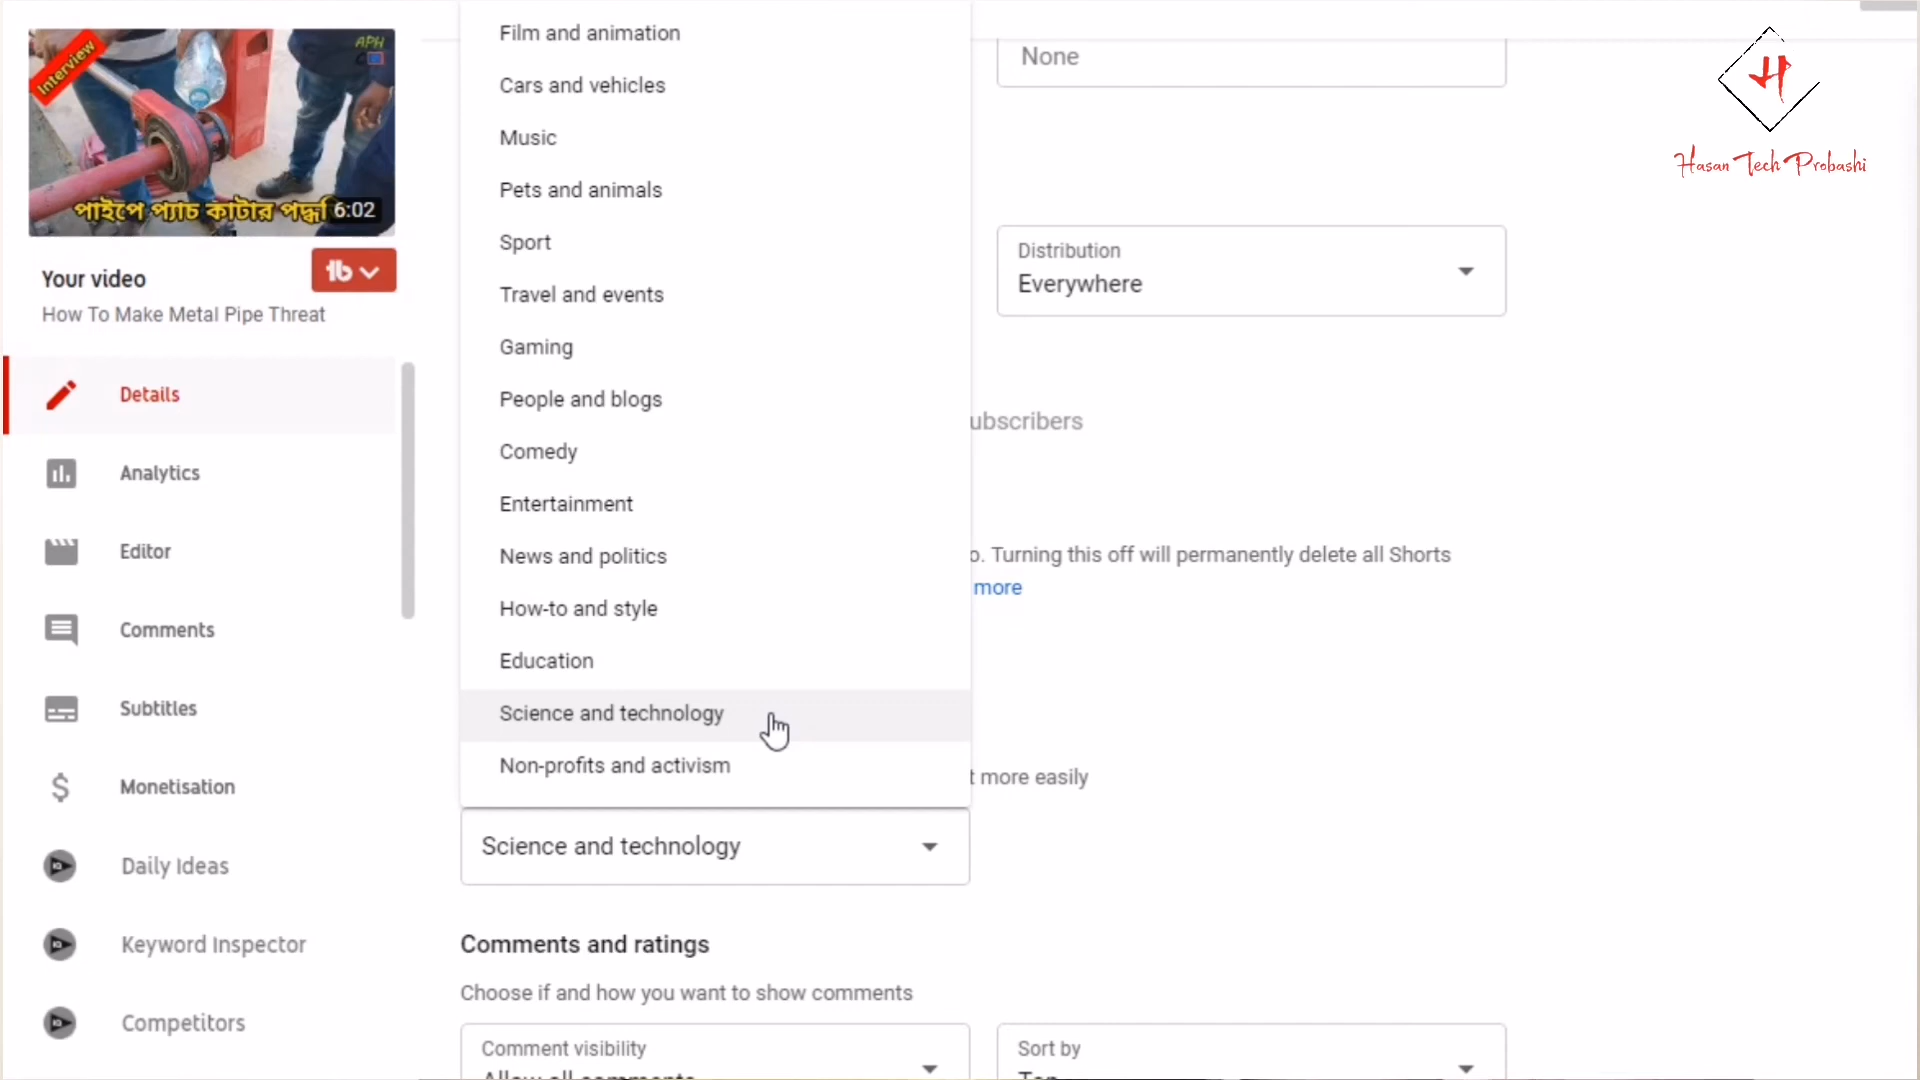 Interview
APH
পাইপে প্যাচ কাটার পদ্ধতি
6:02
Your video
How To Make Metal Pipe Threat
Details
Analytics
Editor
Comments
Subtitles
Monetisation
Daily Ideas
Keyword Inspector
Competitors
Film and animation
Cars and vehicles
Music
Pets and animals
Sport
Travel and events
Gaming
People and blogs
Comedy
Entertainment
News and politics
How-to and style
Education
Science and technology
Non-profits and activism
Science and technology
Comments and ratings
Choose if and how you want to show comments
Comment visibility
Allow all comments
None
Distribution
Everywhere
ubscribers
o. Turning this off will permanently delete all Shorts
more
t more easily
Sort by
Top
H
Hasan Tech Probashi